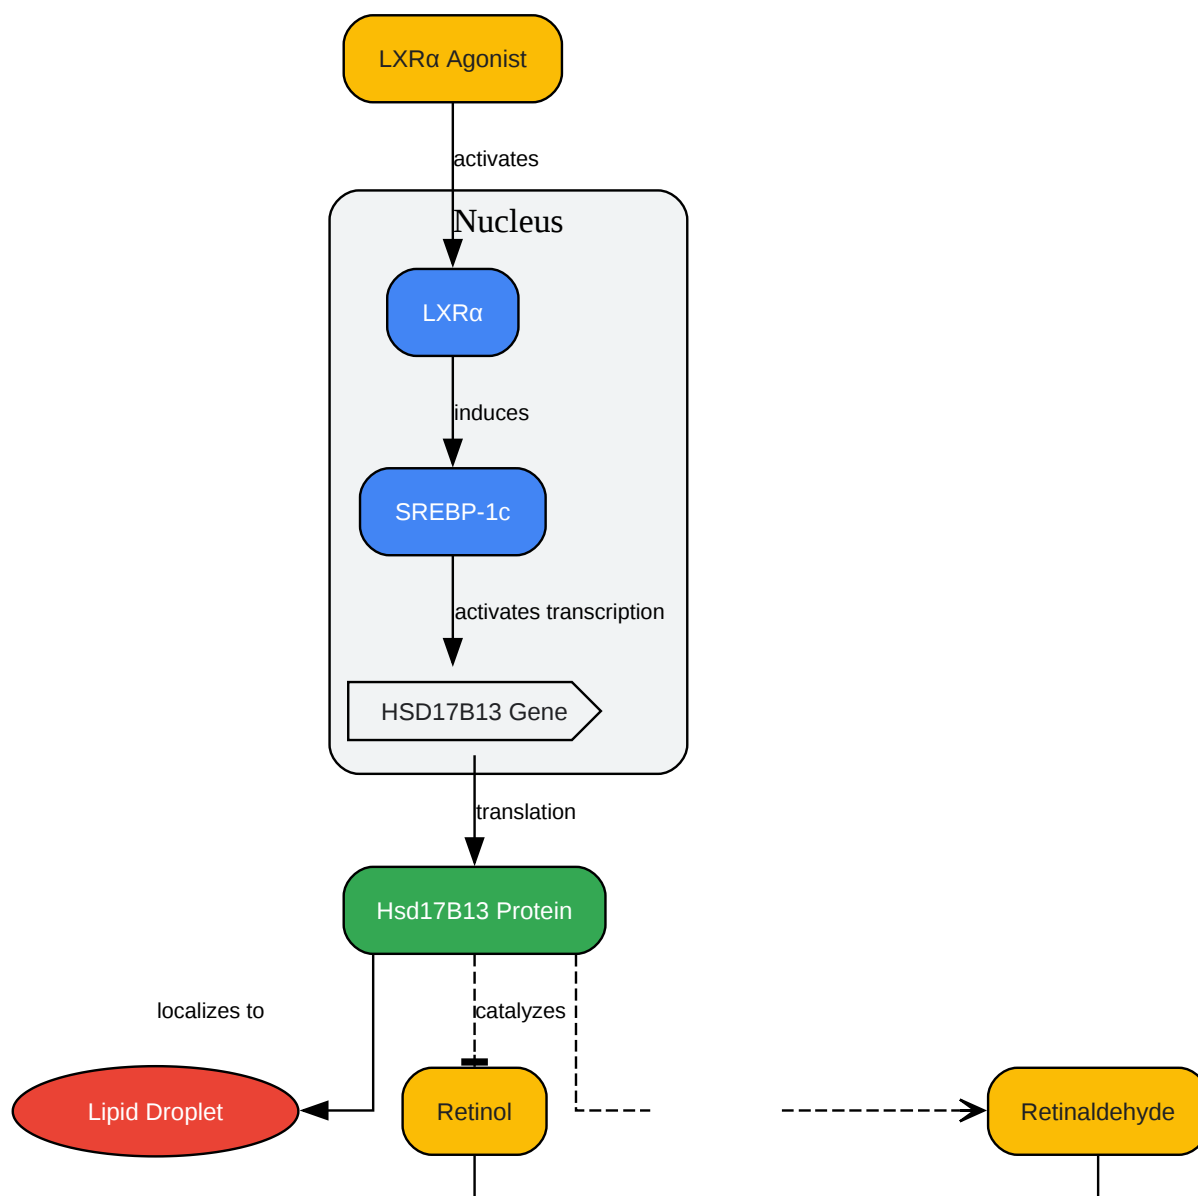 LXRα Agonist
activates
Nucleus
LXRα
induces
SREBP-1c
activates transcription
HSD17B13 Gene
translation
Hsd17B13 Protein
localizes to
catalyzes
Lipid Droplet
Retinol
Retinaldehyde